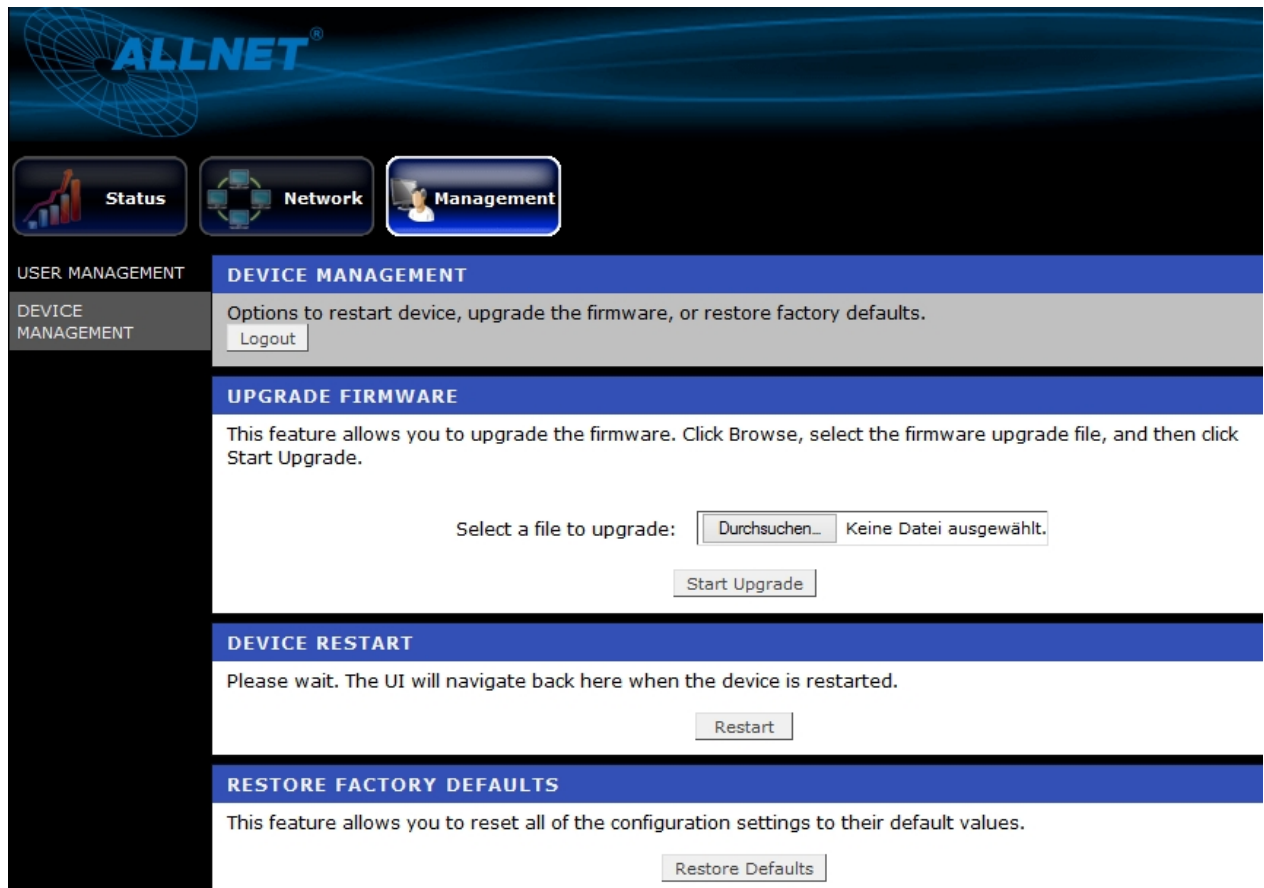 ALLNET®
Status
Network
Management
USER MANAGEMENT
DEVICE
MANAGEMENT
DEVICE MANAGEMENT
Options to restart device, upgrade the firmware, or restore factory defaults.
Logout
UPGRADE FIRMWARE
This feature allows you to upgrade the firmware. Click Browse, select the firmware upgrade file, and then click
Start Upgrade.
Select a file to upgrade: Durchsuchen... Keine Datei ausgewählt.
Start Upgrade
DEVICE RESTART
Please wait. The UI will navigate back here when the device is restarted.
Restart
RESTORE FACTORY DEFAULTS
This feature allows you to reset all of the configuration settings to their default values.
Restore Defaults